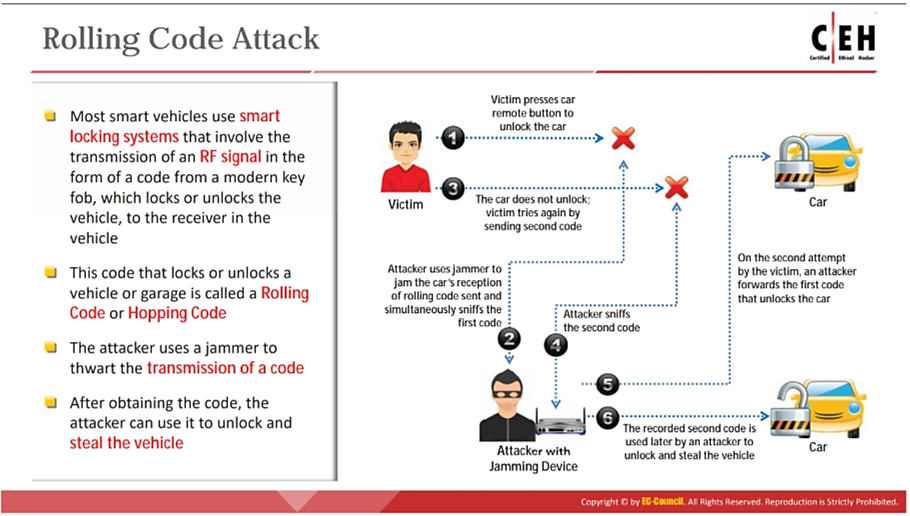 Rolling Code Attack
C|EH
Certified Ethical Hacker
Most smart vehicles use smart
locking systems that involve the
transmission of an RF signal in the
form of a code from a modern key
fob, which locks or unlocks the
vehicle, to the receiver in the
vehicle
This code that locks or unlocks a
vehicle or garage is called a Rolling
Code or Hopping Code
The attacker uses a jammer to
thwart the transmission of a code
After obtaining the code, the
attacker can use it to unlock and
steal the vehicle
Victim presses car
remote button to
unlock the car
1
3
Victim
The car does not unlock;
victim tries again by
sending second code
Car
Attacker uses jammer to
jam the car's reception
of rolling code sent and
simultaneously sniffs the
first code
2
Attacker sniffs
the second code
4
On the second attempt
by the victim, an attacker
forwards the first code
that unlocks the car
5
6
The recorded second code is
used later by an attacker to
unlock and steal the vehicle
Attacker with
Jamming Device
Car
Copyright © by EC-Council. All Rights Reserved. Reproduction is Strictly Prohibited.